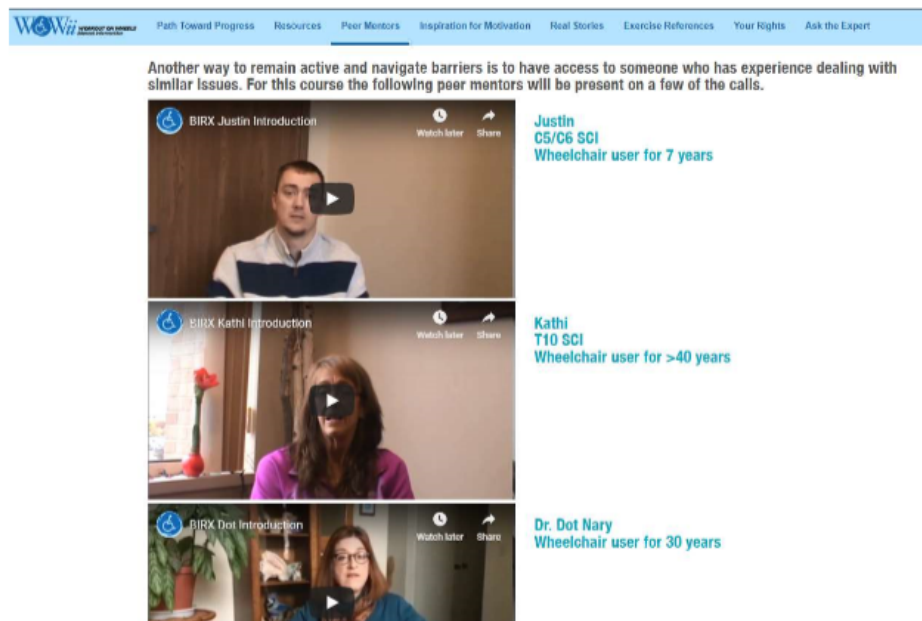 WOWii WORKOUT ON WHEELS
Path Toward Progress Resources Peer Mentors Inspiration for Motivation Real Stories Exercise References Your Rights Ask the Expert
Another way to remain active and navigate barriers is to have access to someone who has experience dealing with
similar issues. For this course the following peer mentors will be present on a few of the calls.
BIRX Justin Introduction
Watch later Share
Justin
C5/C6 SCI
Wheelchair user for 7 years
BIRX Kathi Introduction
Watch later Share
Kathi
T10 SCI
Wheelchair user for >40 years
BIRX Dot Introduction
Watch later Share
Dr. Dot Nary
Wheelchair user for 30 years